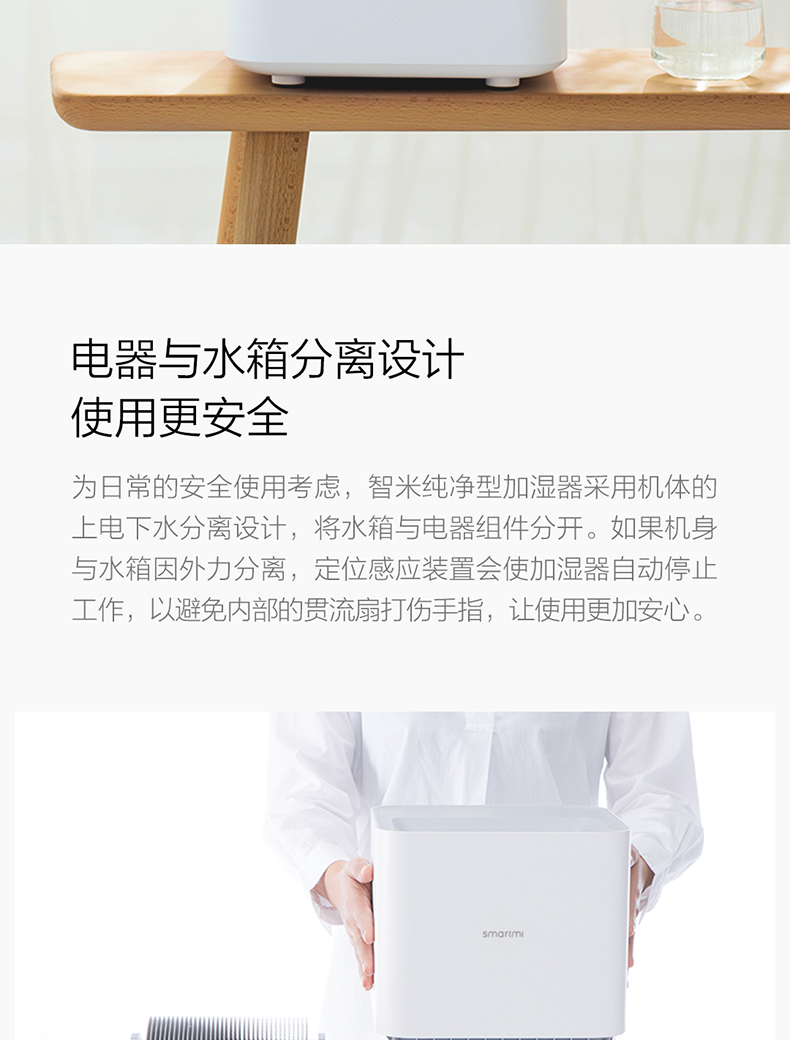 电器与水箱分离设计
使用更安全
为日常的安全使用考虑，智米纯净型加湿器采用机体的
上电下水分离设计，将水箱与电器组件分开。如果机身
与水箱因外力分离，定位感应装置会使加湿器自动停止
工作，以避免内部的贯流扇打伤手指，让使用更加安心。
smartmi